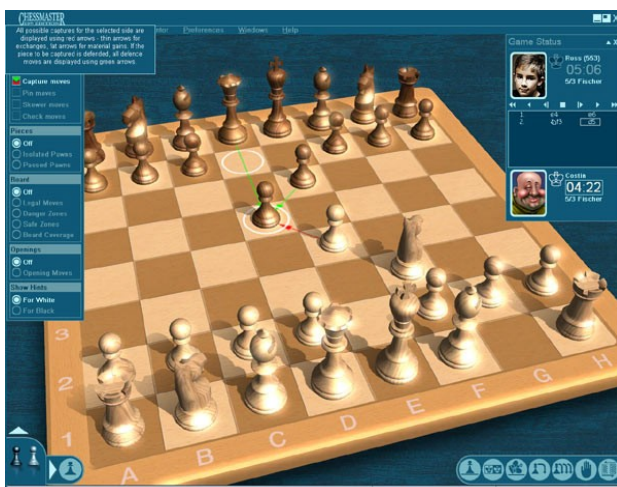 CHESSMASTER
Preferences Windows Help
All possible captures for the selected side are
displayed using red arrows - thin arrows for
exchanges, fat arrows for material gains. If the
piece to be captured is defended, all defence
moves are displayed using green arrows.
Capture moves
Pin moves
Skewer moves
Check moves
Pieces
Off
Isolated Pawns
Passed Pawns
Board
Off
Legal Moves
Danger Zones
Safe Zones
Board Coverage
Openings
Off
Opening Moves
Show Hints
For White
For Black
Game Status
Ross (553)
05:06
5/3 Fischer
1 e4 e6
2 d5
Costin
04:22
5/3 Fischer
3
2
1
A B C D E F G H